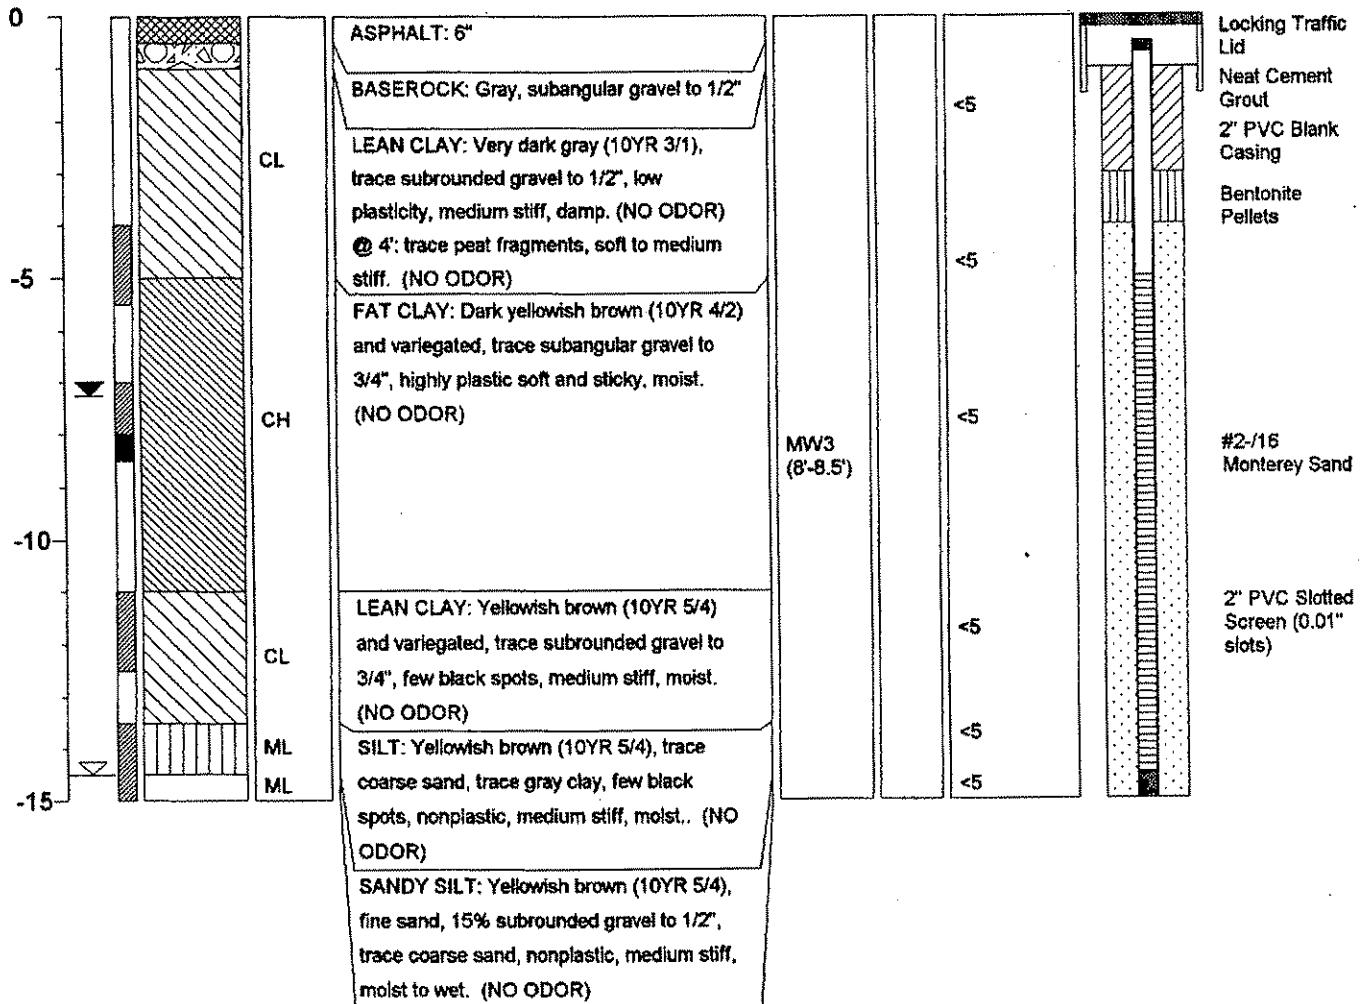 0
-5
-10
-15
CL
CH
CL
ML
ML
ASPHALT: 6"
BASEROCK: Gray, subangular gravel to 1/2"
LEAN CLAY: Very dark gray (10YR 3/1),
trace subrounded gravel to 1/2", low
plasticity, medium stiff, damp. (NO ODOR)
@ 4': trace peat fragments, soft to medium
stiff. (NO ODOR)
FAT CLAY: Dark yellowish brown (10YR 4/2)
and variegated, trace subangular gravel to
3/4", highly plastic soft and sticky, moist.
(NO ODOR)
LEAN CLAY: Yellowish brown (10YR 5/4)
and variegated, trace subrounded gravel to
3/4", few black spots, medium stiff, moist.
(NO ODOR)
SILT: Yellowish brown (10YR 5/4), trace
coarse sand, trace gray clay, few black
spots, nonplastic, medium stiff, moist.. (NO
ODOR)
SANDY SILT: Yellowish brown (10YR 5/4),
fine sand, 15% subrounded gravel to 1/2",
trace coarse sand, nonplastic, medium stiff,
moist to wet. (NO ODOR)
MW3
(8'-8.5')
<5
<5
<5
<5
<5
<5
Locking Traffic
Lid
Neat Cement
Grout
2" PVC Blank
Casing
Bentonite
Pellets
#2-/16
Monterey Sand
2" PVC Slotted
Screen (0.01"
slots)